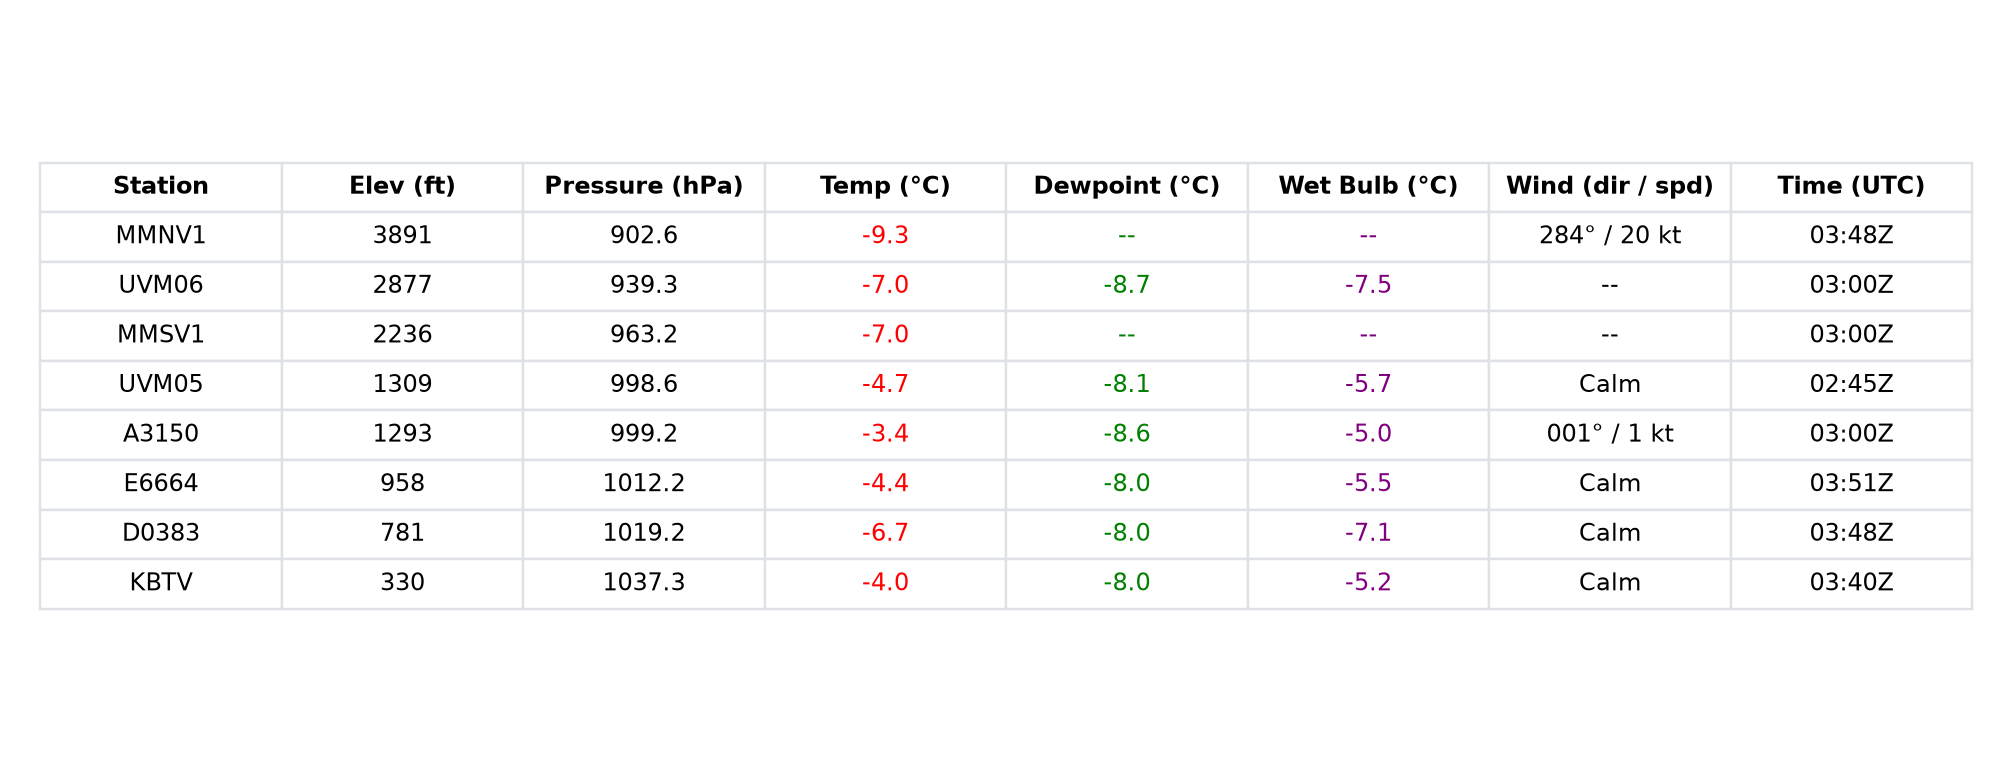 Station Elev (ft) Pressure (hPa) Temp (°C) Dewpoint (°C) Wet Bulb (°C) Wind (dir / spd) Time (UTC)
MMNV1 3891 902.6 -9.3 -- -- 284° / 20 kt 03:48Z
UVM06 2877 939.3 -7.0 -8.7 -7.5 -- 03:00Z
MMSV1 2236 963.2 -7.0 -- -- -- 03:00Z
UVM05 1309 998.6 -4.7 -8.1 -5.7 Calm 02:45Z
A3150 1293 999.2 -3.4 -8.6 -5.0 001° / 1 kt 03:00Z
E6664 958 1012.2 -4.4 -8.0 -5.5 Calm 03:51Z
D0383 781 1019.2 -6.7 -8.0 -7.1 Calm 03:48Z
KBTV 330 1037.3 -4.0 -8.0 -5.2 Calm 03:40Z